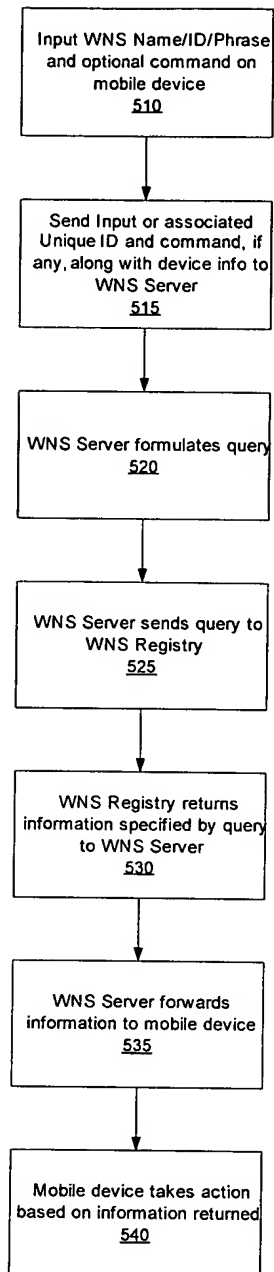 Input WNS Name/ID/Phrase
and optional command on
mobile device
510
Send Input or associated
Unique ID and command, if
any, along with device info to
WNS Server
515
WNS Server formulates query
520
WNS Server sends query to
WNS Registry
525
WNS Registry returns
information specified by query
to WNS Server
530
WNS Server forwards
information to mobile device
535
Mobile device takes action
based on information returned
540